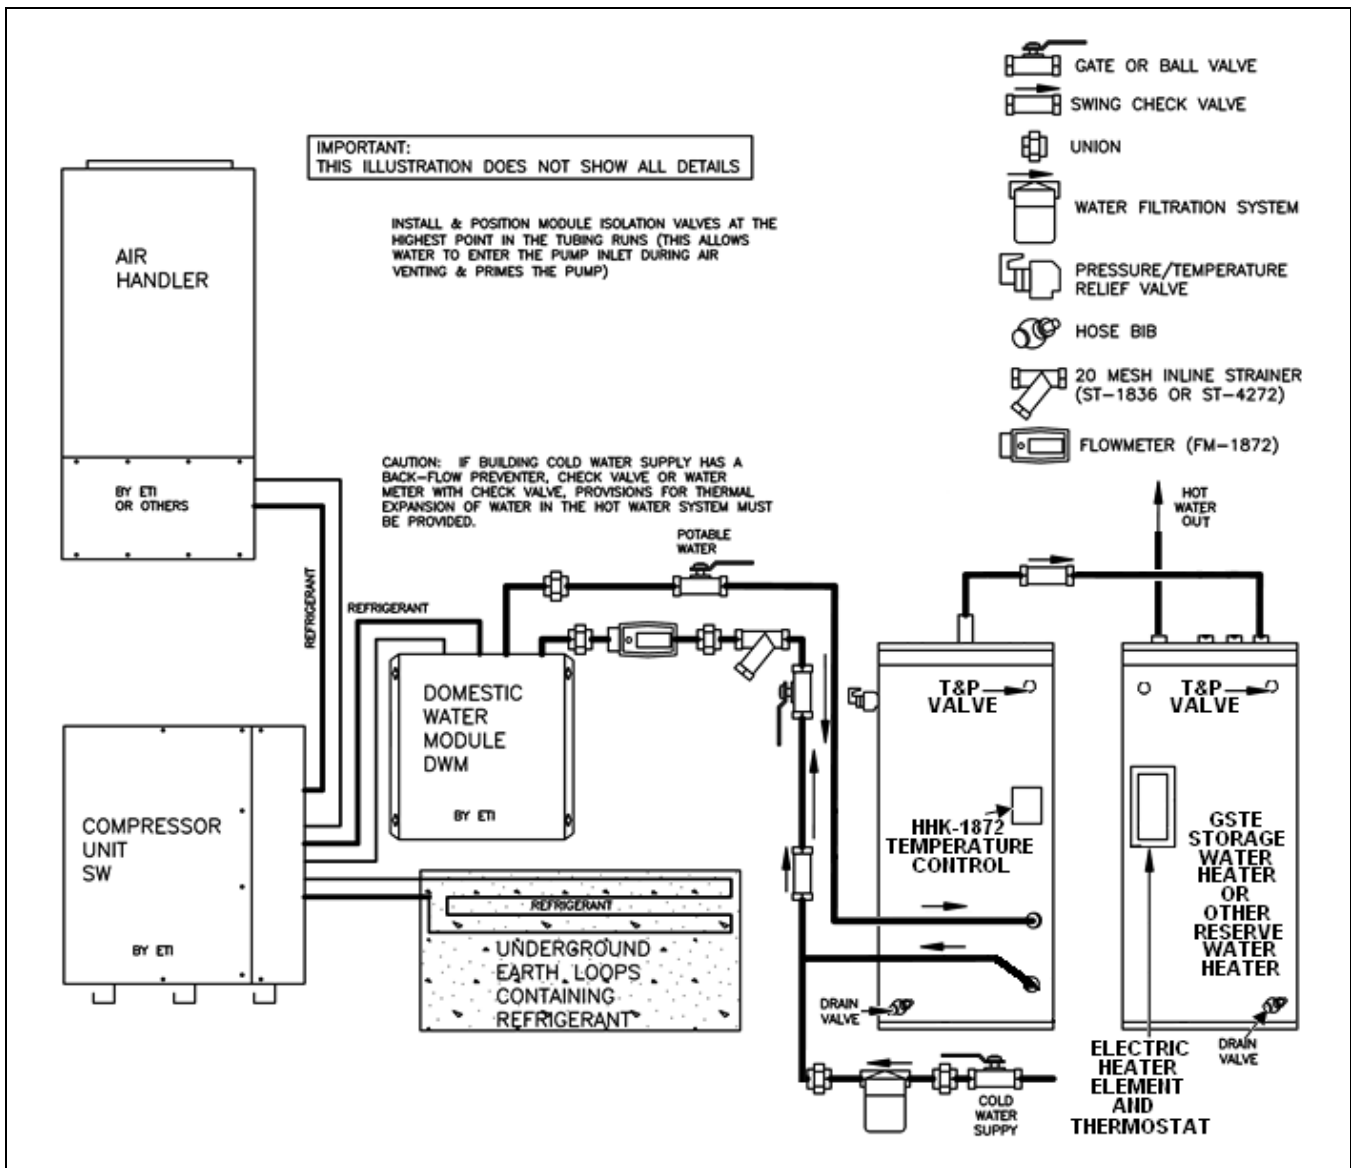 GATE OR BALL VALVE
SWING CHECK VALVE
UNION
WATER FILTRATION SYSTEM
PRESSURE/TEMPERATURE
RELIEF VALVE
HOSE BIB
20 MESH INLINE STRAINER
(ST-1836 OR ST-4272)
FLOWMETER (FM-1872)
IMPORTANT:
THIS ILLUSTRATION DOES NOT SHOW ALL DETAILS
INSTALL & POSITION MODULE ISOLATION VALVES AT THE
HIGHEST POINT IN THE TUBING RUNS (THIS ALLOWS
WATER TO ENTER THE PUMP INLET DURING AIR
VENTING & PRIMES THE PUMP)
AIR
HANDLER
BY ETI
OR OTHERS
CAUTION: IF BUILDING COLD WATER SUPPLY HAS A
BACK-FLOW PREVENTER, CHECK VALVE OR WATER
METER WITH CHECK VALVE, PROVISIONS FOR THERMAL
EXPANSION OF WATER IN THE HOT WATER SYSTEM MUST
BE PROVIDED.
POTABLE
WATER
HOT
WATER
OUT
REFRIGERANT
REFRIGERANT
DOMESTIC
WATER
MODULE
DWM
BY ETI
COMPRESSOR
UNIT
SW
BY ETI
REFRIGERANT
UNDERGROUND
EARTH LOOPS
CONTAINING
REFRIGERANT
T&P
VALVE
HHK-1872
TEMPERATURE
CONTROL
DRAIN
VALVE
T&P
VALVE
GSTE
STORAGE
WATER
HEATER
OR
OTHER
RESERVE
WATER
HEATER
DRAIN
VALVE
ELECTRIC
HEATER
ELEMENT
AND
THERMOSTAT
COLD
WATER
SUPPY